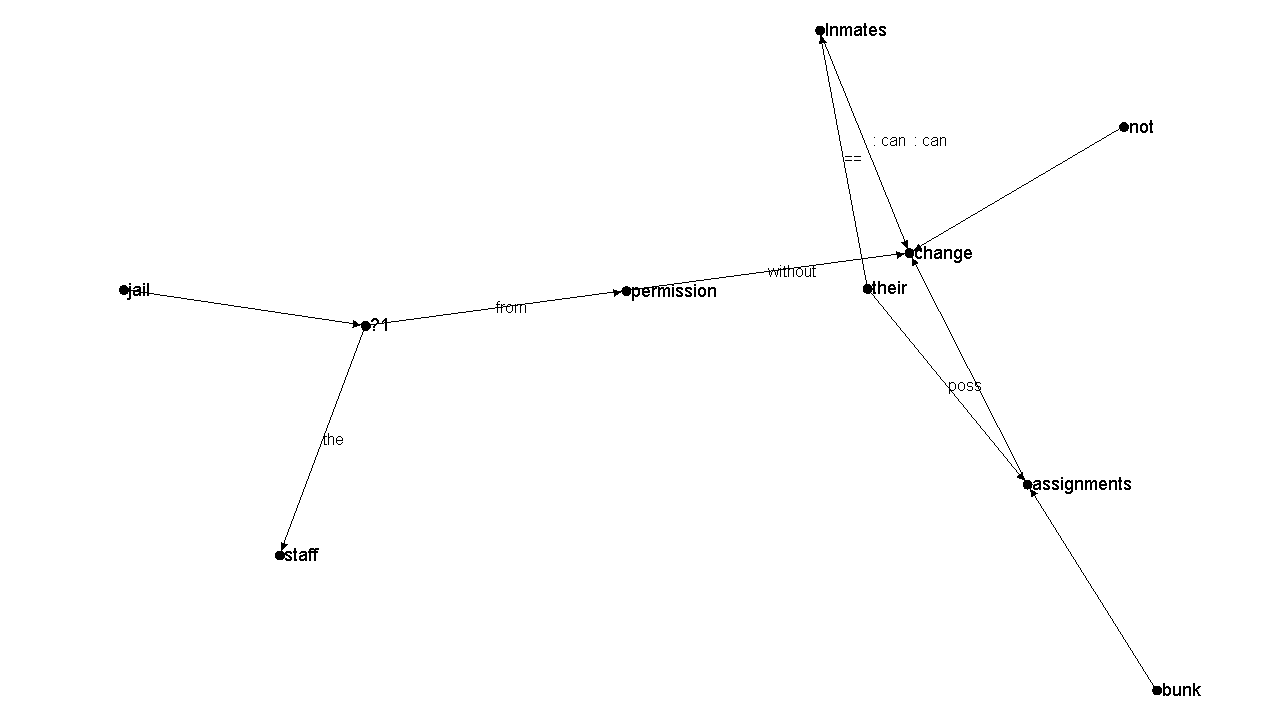 Inmates
not
: can : can
==
change
without
their
jail
permission
from
?1
poss
the
assignments
staff
bunk